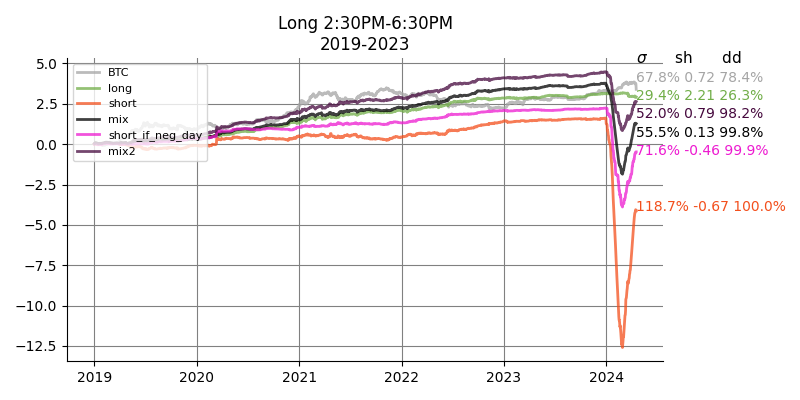 Long 2:30PM-6:30PM
2019-2023
σ sh dd
67.8% 0.72 78.4%
29.4% 2.21 26.3%
52.0% 0.79 98.2%
55.5% 0.13 99.8%
71.6% -0.46 99.9%
118.7% -0.67 100.0%
BTC
long
short
mix
short_if_neg_day
mix2
5.0
2.5
0.0
−2.5
−5.0
−7.5
−10.0
−12.5
2019 2020 2021 2022 2023 2024